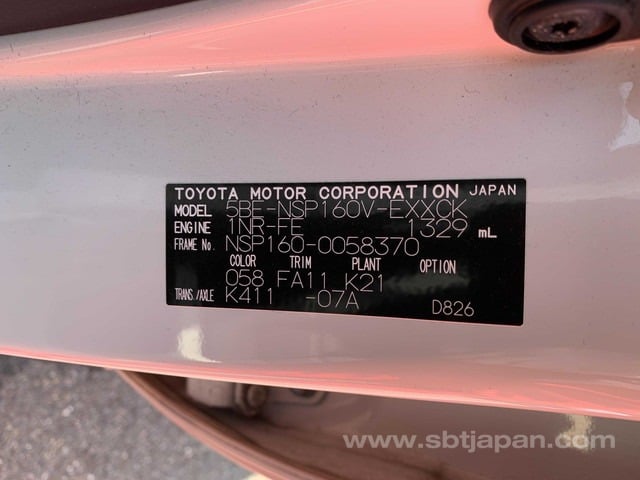 TOYOTA MOTOR CORPORATION JAPAN
MODEL 5BE-NSP160V-EXXCK
ENGINE 1NR-FE 1329 mL
FRAME No. NSP160-0058370
COLOR TRIM PLANT OPTION
058 FA11 K21
TRANS./AXLE K411 -07A D826
www.sbtjapan.com